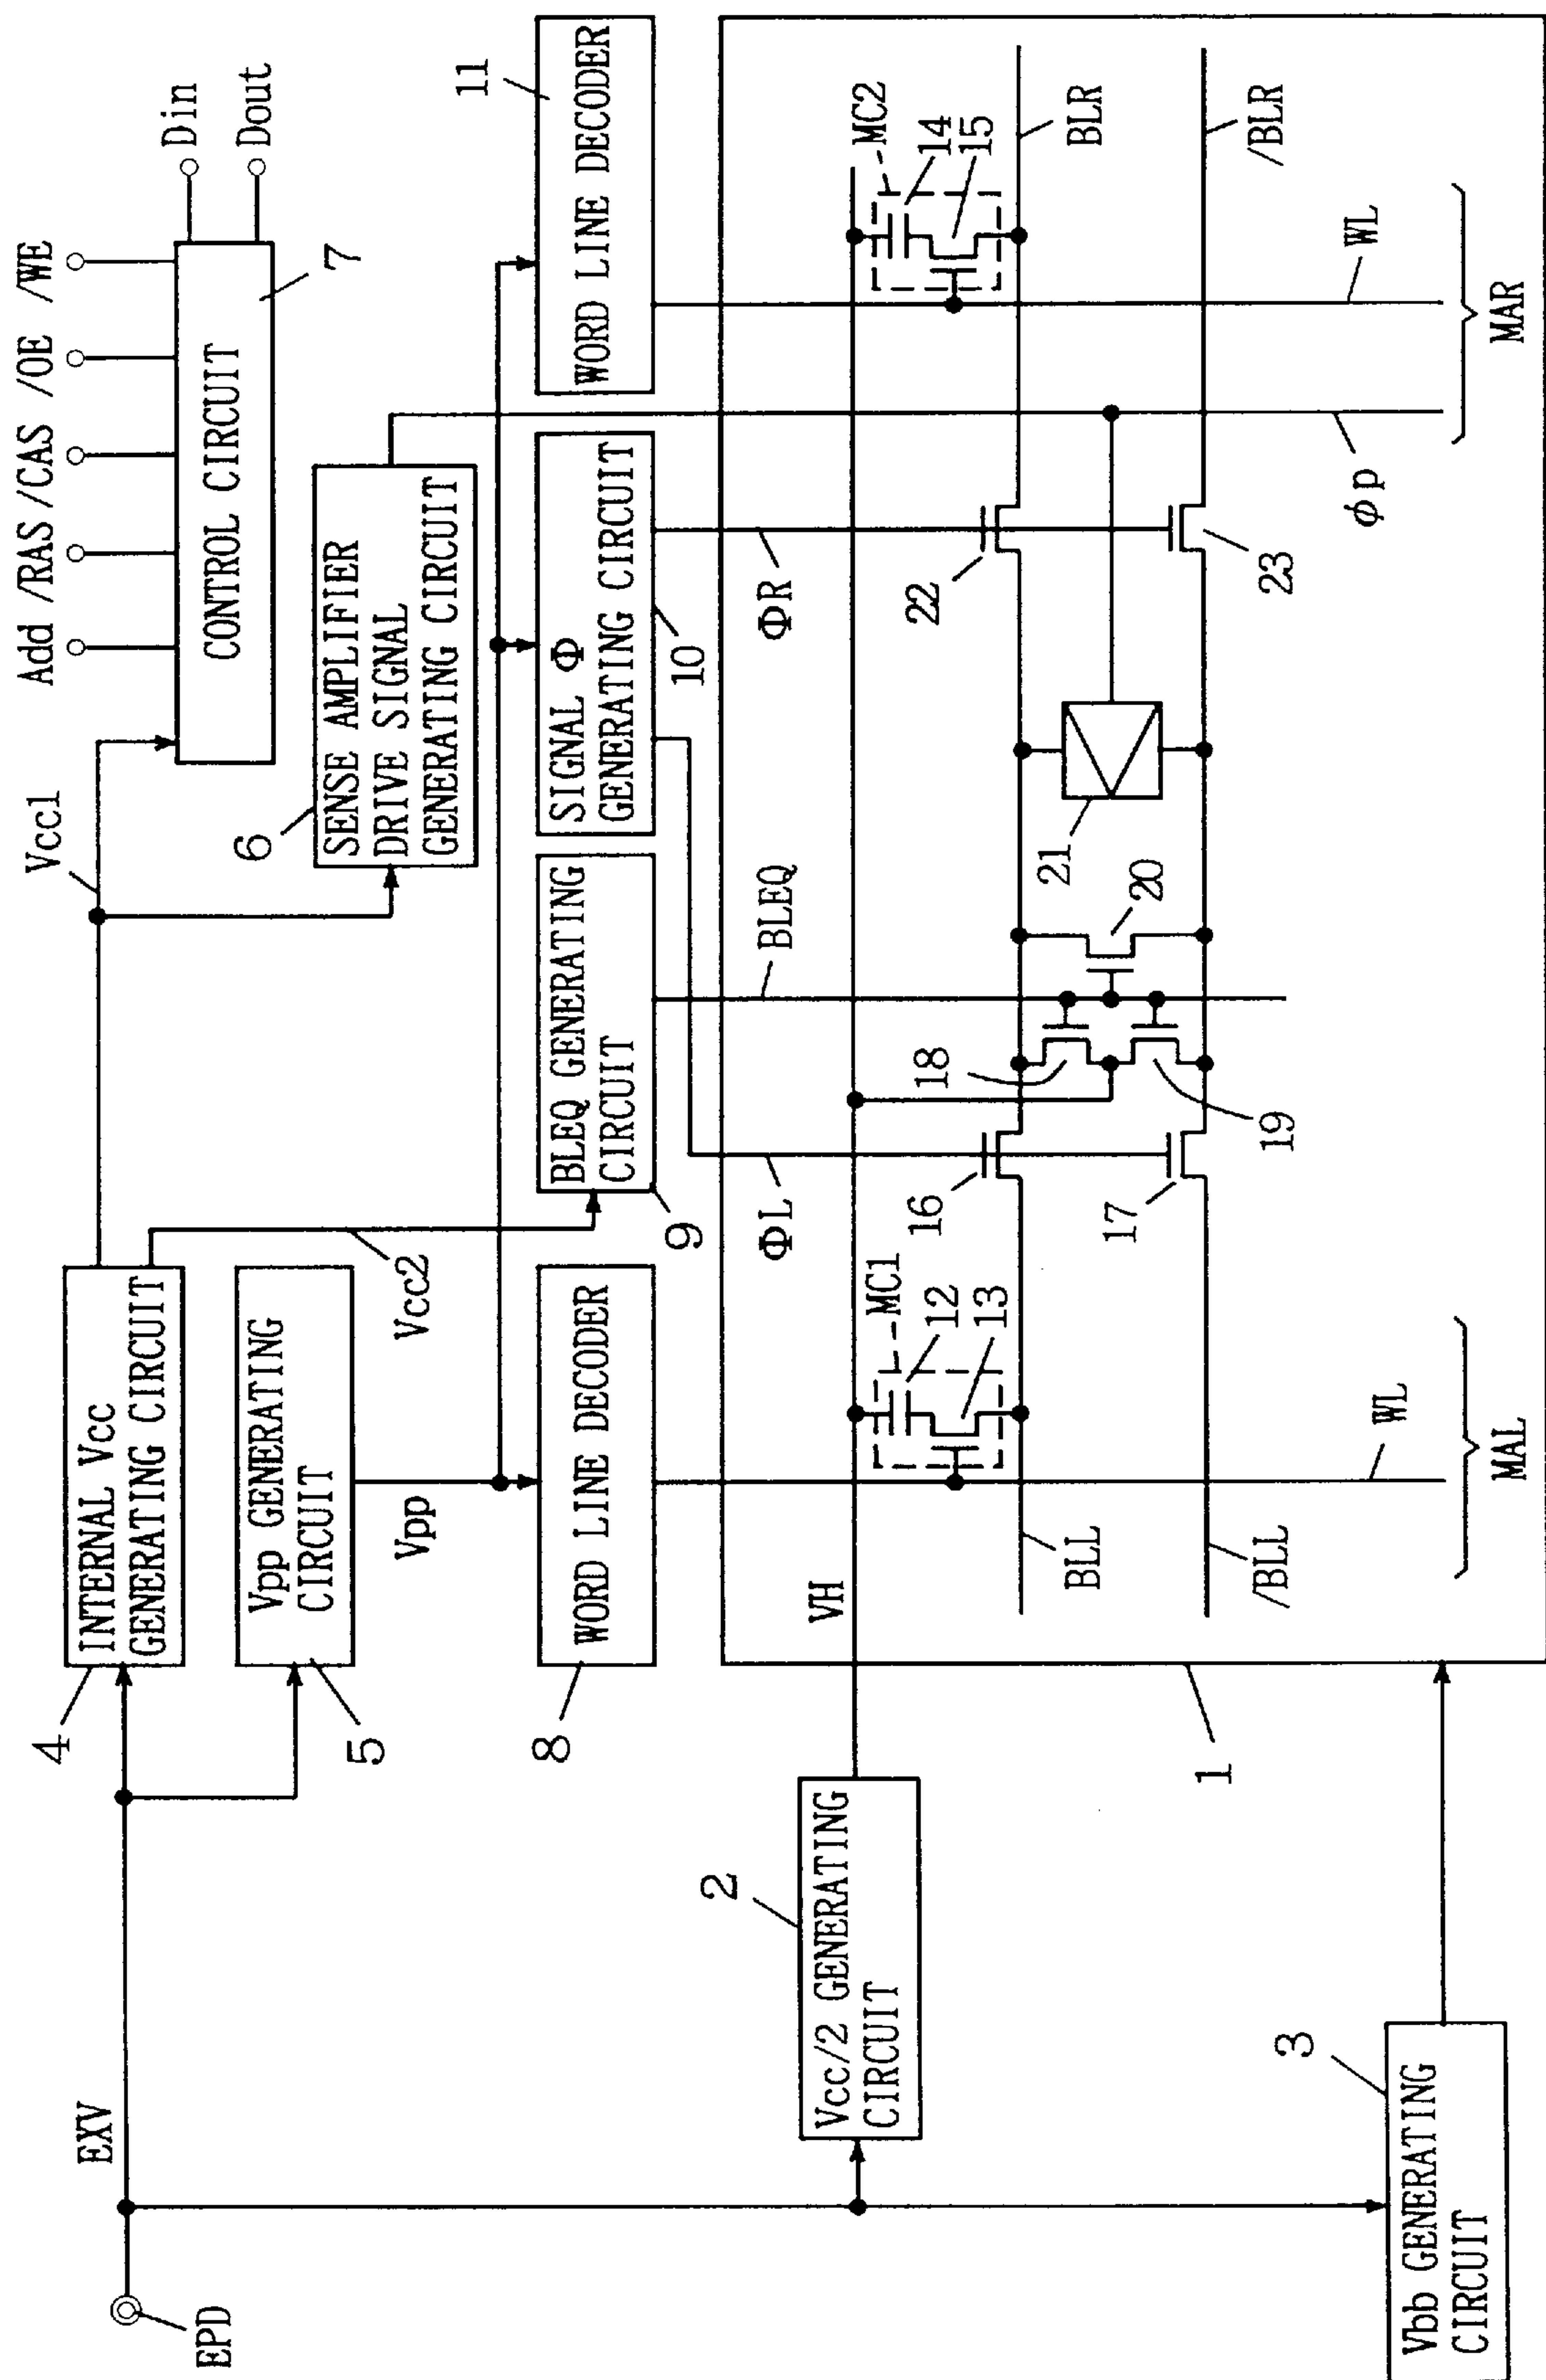 Add /RAS /CAS /OE /WE
Din
Dout
CONTROL CIRCUIT
7
Vcc1
EXV
EPD
4
INTERNAL Vcc
GENERATING CIRCUIT
5
Vpp GENERATING
CIRCUIT
Vpp
Vcc2
6
SENSE AMPLIFIER
DRIVE SIGNAL
GENERATING CIRCUIT
8
WORD LINE DECODER
9
BLEQ GENERATING
CIRCUIT
SIGNAL Φ
GENERATING CIRCUIT
10
11
WORD LINE DECODER
2
Vcc/2 GENERATING
CIRCUIT
3
Vbb GENERATING
CIRCUIT
1
VH
ΦL
BLEQ
ΦR
MC1
12
13
MC2
14
15
16
17
18
19
20
21
22
23
BLL
/BLL
BLR
/BLR
WL
MAL
φp
WL
MAR